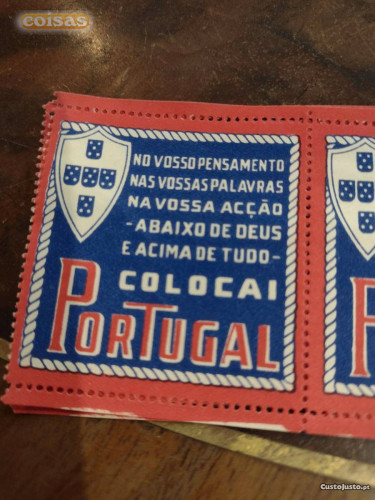 coisas
NO VOSSO PENSAMENTO
NAS VOSSAS PALAVRAS
NA VOSSA ACÇÃO
-ABAIXO DE DEUS
E ACIMA DE TUDO-
COLOCAI
PORTUGAL
P
CustoJusto.pt